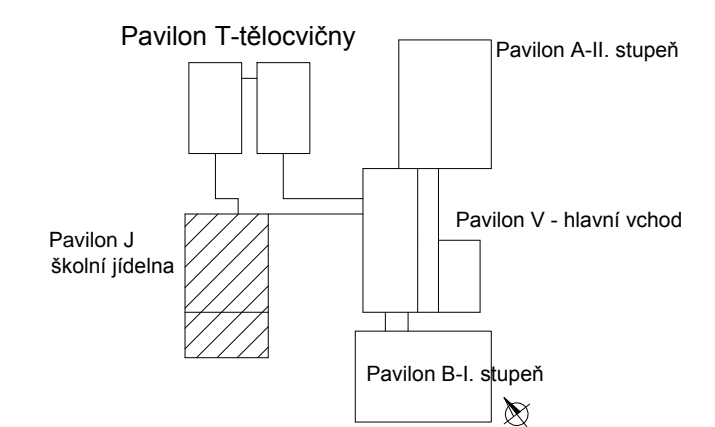 Pavilon T-tělocvičny
Pavilon A-II. stupeň
Pavilon V - hlavní vchod
Pavilon J
školní jídelna
Pavilon B-I. stupeň